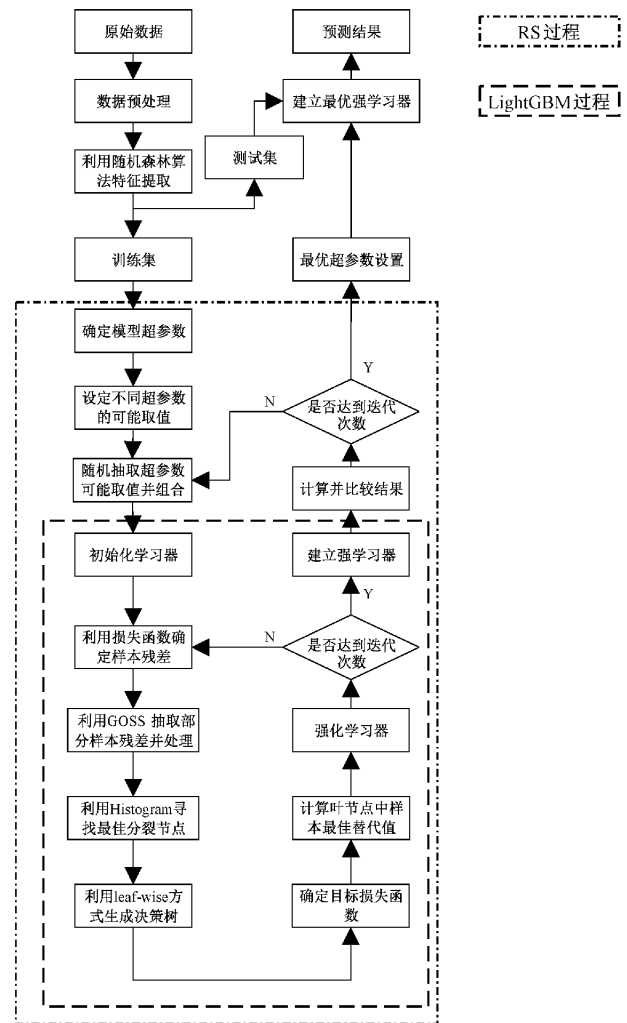 原始数据
数据预处理
利用随机森林算
法特征提取
训练集
确定模型超参数
设定不同超参数
的可能取值
随机抽取超参数
可能取值并组合
初始化学习器
利用损失函数确
定样本残差
利用GOSS 抽取部
分样本残差并处理
利用Histogram寻
找最佳分裂节点
利用leaf-wise方
式生成决策树
确定目标损失函
数
计算叶节点中样
本最佳替代值
强化学习器
是否达到迭代
次数
N
Y
建立强学习器
计算并比较结果
是否达到迭代
次数
N
Y
最优超参数设置
测试集
建立最优强学习器
预测结果
RS过程
LightGBM过程